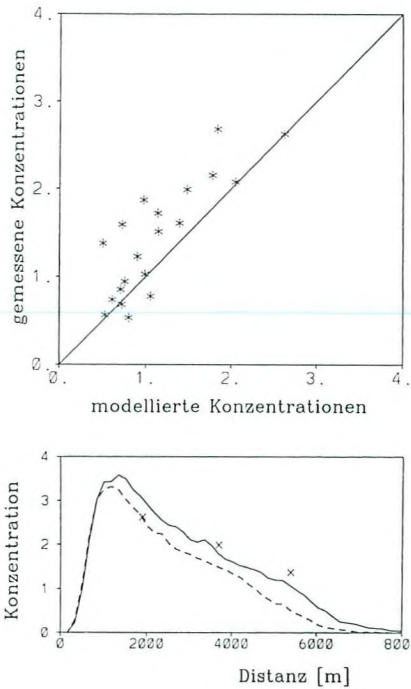 4.
3.
2.
1.
0.
0. 1. 2. 3. 4.
gemessene Konzentrationen
modellierte Konzentrationen
4
3
2
1
0
0 2000 4000 6000 800
Konzentration
Distanz [m]